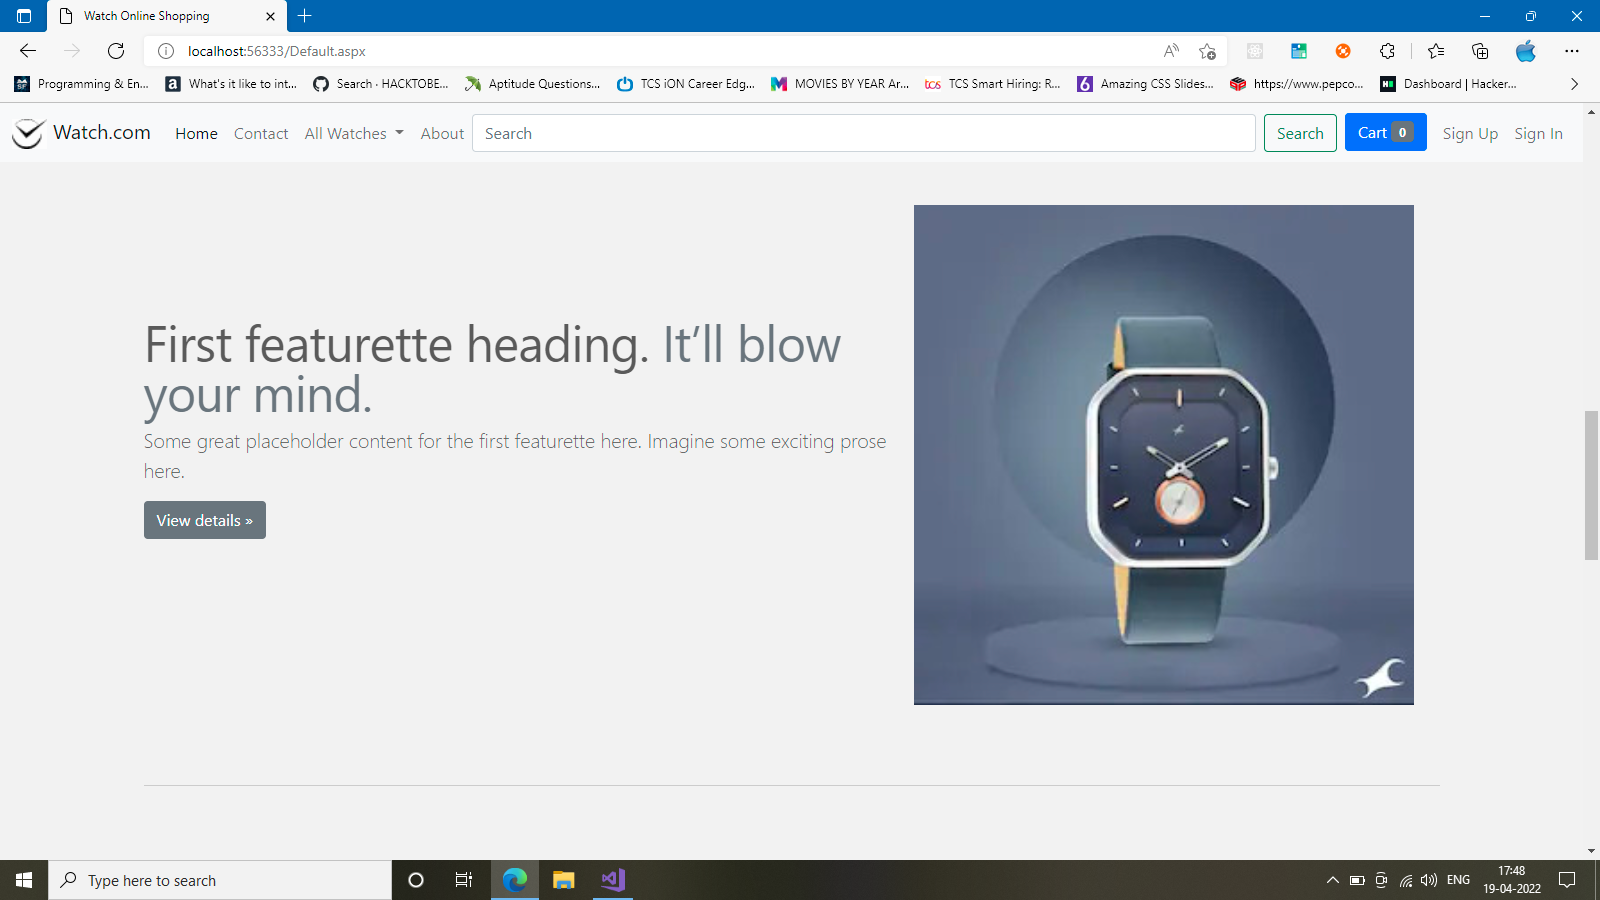 Watch Online Shopping
localhost:56333/Default.aspx
Programming & En...
What's it like to int...
Search · HACKTOBE...
Aptitude Questions...
TCS iON Career Edg...
MOVIES BY YEAR Ar...
TCS Smart Hiring: R...
Amazing CSS Slides...
https://www.pepco...
Dashboard | Hacker...
Watch.com
Home
Contact
All Watches
About
Search
Search
Cart 0
Sign Up
Sign In
First featurette heading. It’ll blow
your mind.
Some great placeholder content for the first featurette here. Imagine some exciting prose
here.
View details »
Type here to search
ENG
17:48
19-04-2022